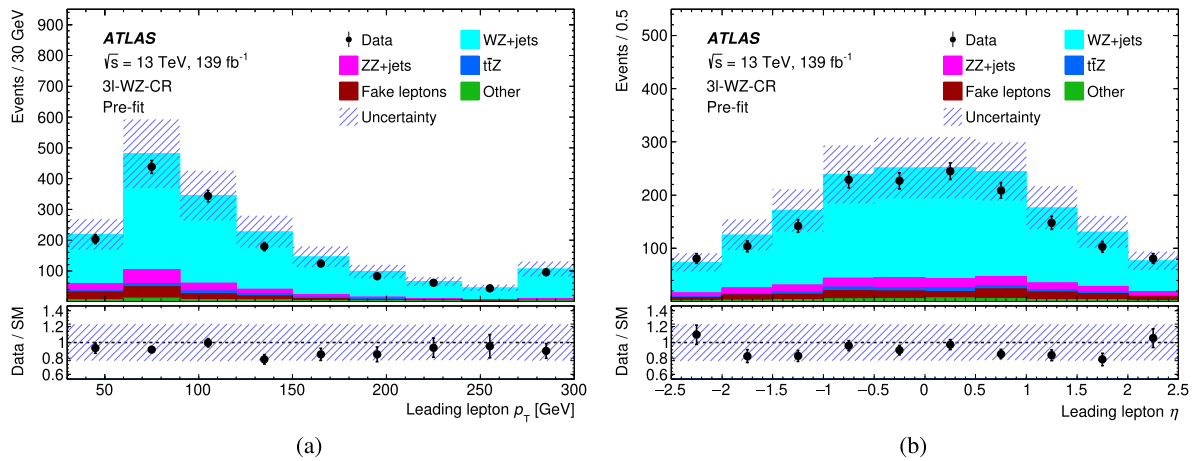 Events / 30 GeV
900
800
700
600
500
400
300
200
100
ATLAS
√s = 13 TeV, 139 fb⁻¹
3l-WZ-CR
Pre-fit
Data
WZ+jets
ZZ+jets
tt̄Z
Fake leptons
Other
Uncertainty
Data / SM
1.4
1.2
1
0.8
0.6
50 100 150 200 250 300
Leading lepton pT [GeV]
(a)
Events / 0.5
500
400
300
200
100
ATLAS
√s = 13 TeV, 139 fb⁻¹
3l-WZ-CR
Pre-fit
Data
WZ+jets
ZZ+jets
tt̄Z
Fake leptons
Other
Uncertainty
Data / SM
1.4
1.2
1
0.8
0.6
−2.5 −2 −1.5 −1 −0.5 0 0.5 1 1.5 2 2.5
Leading lepton η
(b)